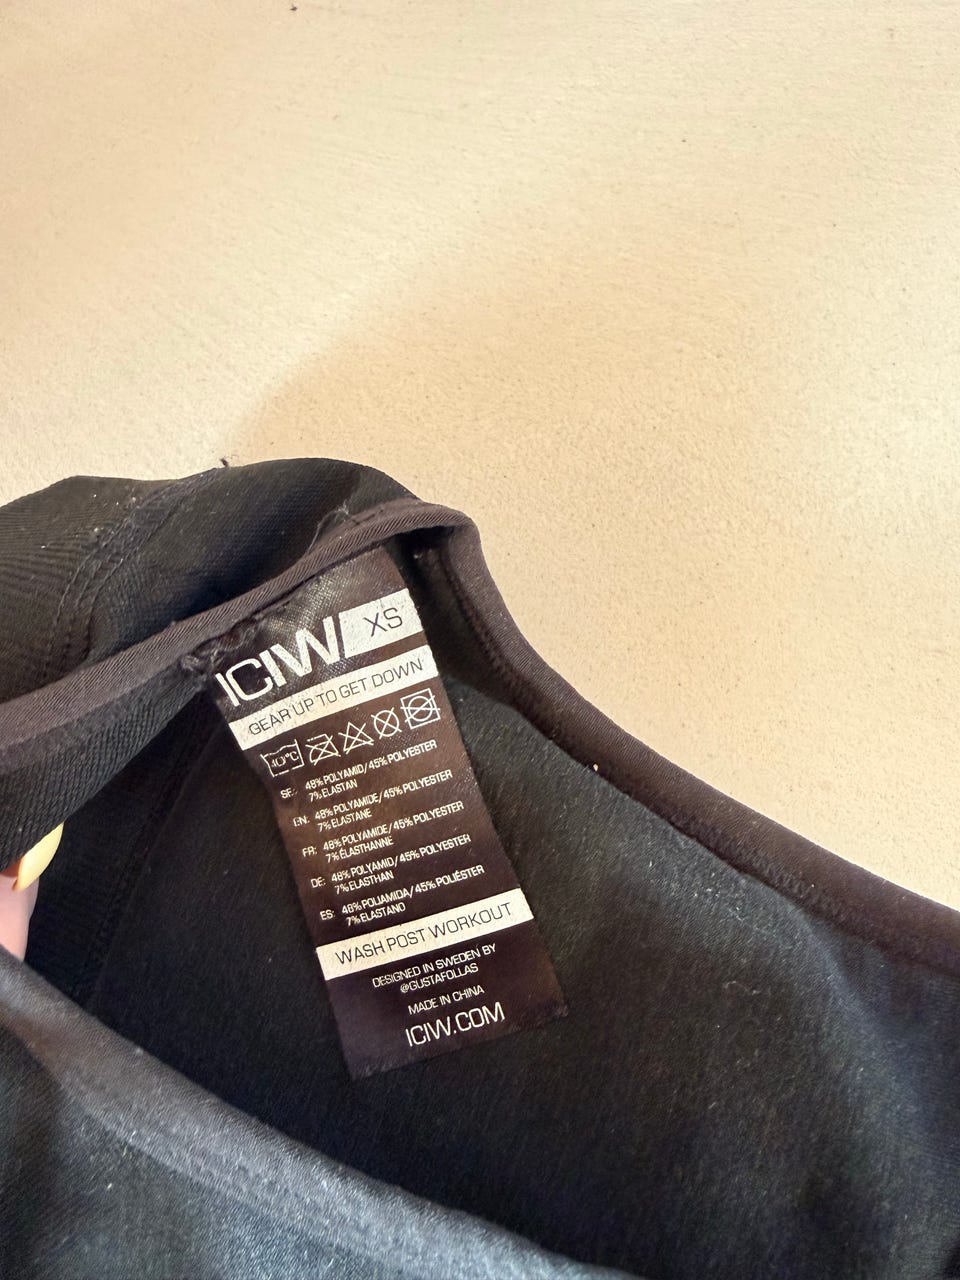 ICIW/ XS
GEAR UP TO GET DOWN
40°C
SE: 48% POLYAMID/45% POLYESTER
7% ELASTAN
EN: 48% POLYAMIDE/45% POLYESTER
7% ELASTANE
FR: 48% POLYAMIDE/45% POLYESTER
7% ÉLASTHANNE
DE: 48% POLYAMID/45% POLYESTER
7% ELASTHAN
ES: 48% POLIAMIDA/45% POLIÉSTER
7% ELASTANO
WASH POST WORKOUT
DESIGNED IN SWEDEN BY
@GUSTAFOLLAS
MADE IN CHINA
ICIW.COM